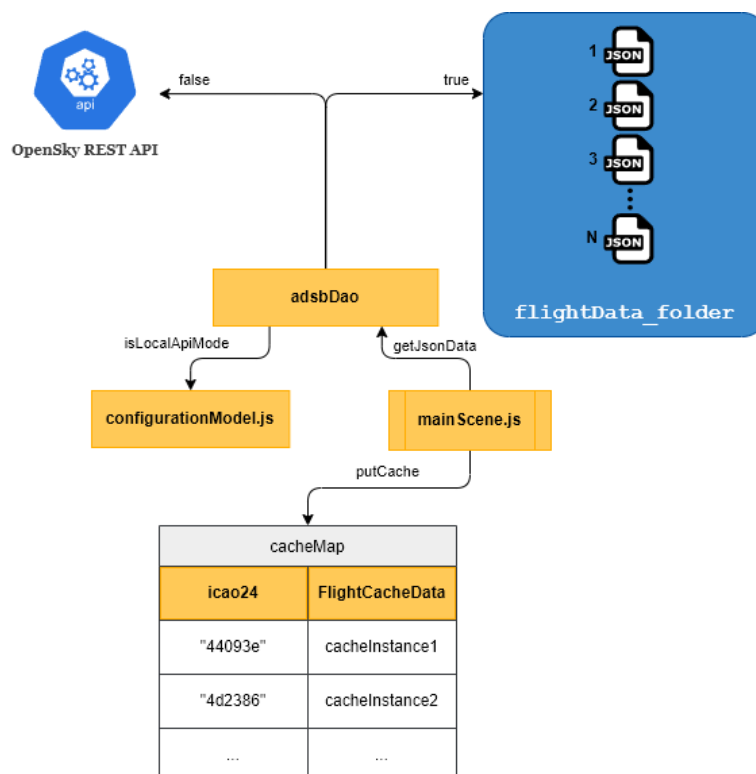 false
true
api
OpenSky REST API
1
JSON
2
JSON
3
JSON
N
JSON
flightData_folder
adsbDao
isLocalApiMode
getJsonData
configurationModel.js
mainScene.js
putCache
cacheMap
icao24 FlightCacheData
"44093e" cacheInstance1
"4d2386" cacheInstance2
... ...